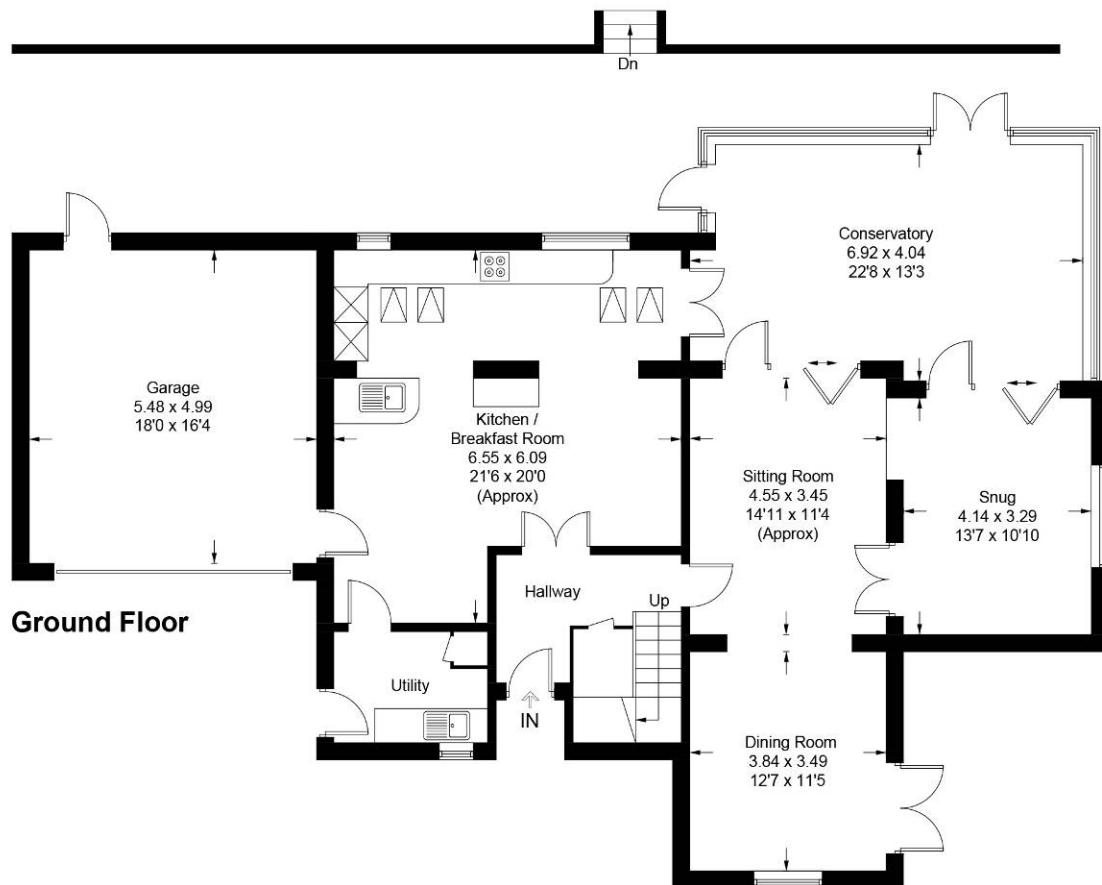 Dn
Conservatory
6.92 x 4.04
22'8 x 13'3
Garage
5.48 x 4.99
18'0 x 16'4
Kitchen /
Breakfast Room
6.55 x 6.09
21'6 x 20'0
(Approx)
Sitting Room
4.55 x 3.45
14'11 x 11'4
(Approx)
Snug
4.14 x 3.29
13'7 x 10'10
Hallway
Up
Ground Floor
Utility
IN
Dining Room
3.84 x 3.49
12'7 x 11'5